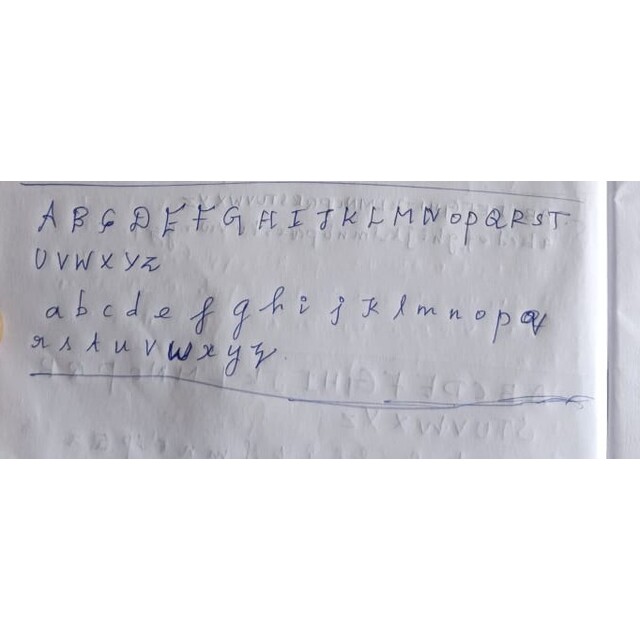 A B C D E F G H I J K L M N O P Q R S T
U V W X Y Z
a b c d e f g h i j k l m n o p q
r s t u v w x y z